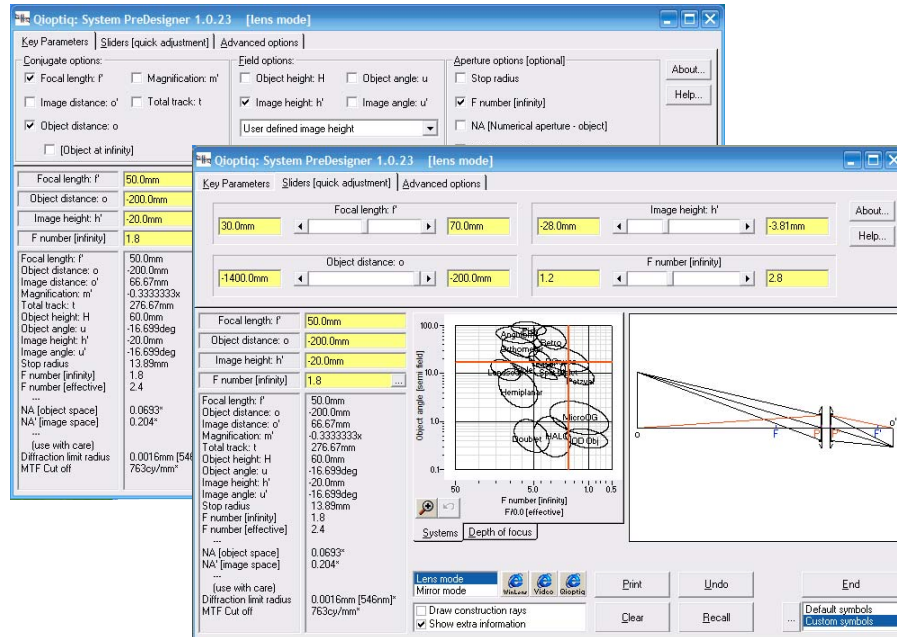 Qioptiq: System PreDesigner 1.0.23 [lens mode]
Key Parameters Sliders [quick adjustment] Advanced options
Conjugate options:
Focal length: f' Magnification: m'
Image distance: o' Total track: t
Object distance: o
[Object at infinity]
Field options:
Object height: H Object angle: u
Image height: h' Image angle: u'
User defined image height
Aperture options [optional]
Stop radius
F number [infinity]
NA [Numerical aperture - object]
About...
Help...
Focal length: f' 50.0mm
Object distance: o -200.0mm
Image height: h' -20.0mm
F number [infinity] 1.8
Focal length: f' 50.0mm
Object distance: o -200.0mm
Image distance: o' 66.67mm
Magnification: m' -0.3333333x
Total track: t 276.67mm
Object height: H 60.0mm
Object angle: u -16.699deg
Image height: h' -20.0mm
Image angle: u' -16.699deg
Stop radius 13.89mm
F number [infinity] 1.8
F number [effective] 2.4
...
NA [object space] 0.0693*
NA' [image space] 0.204*
...
(use with care)
Diffraction limit radius 0.0016mm [546
MTF Cut off 763cy/mm*
Qioptiq: System PreDesigner 1.0.23 [lens mode]
Key Parameters Sliders [quick adjustment] Advanced options
Focal length: f'
30.0mm 70.0mm
Image height: h'
-28.0mm -3.81mm
Object distance: o
-1400.0mm -200.0mm
F number [infinity]
1.2 2.8
About...
Help...
Focal length: f' 50.0mm
Object distance: o -200.0mm
Image height: h' -20.0mm
F number [infinity] 1.8 ...
Focal length: f' 50.0mm
Object distance: o -200.0mm
Image distance: o' 66.67mm
Magnification: m' -0.3333333x
Total track: t 276.67mm
Object height: H 60.0mm
Object angle: u -16.699deg
Image height: h' -20.0mm
Image angle: u' -16.699deg
Stop radius 13.89mm
F number [infinity] 1.8
F number [effective] 2.4
...
NA [object space] 0.0693*
NA' [image space] 0.204*
...
(use with care)
Diffraction limit radius 0.0016mm [546nm]*
MTF Cut off 763cy/mm*
Object angle [semi field]
100.0
10.0
1.0
0.1
Retro
Petzval
Hemiplanar
MicroOG
Doublet HALO OD Obj
50 5.0 1.0 0.5
F number [infinity]
F/0.0 [effective]
Systems Depth of focus
o F F' o'
Lens mode
Mirror mode
WinLens Video Qioptiq
Draw construction rays
Show extra information
Print Undo End
Clear Recall
...
Default symbols
Custom symbols